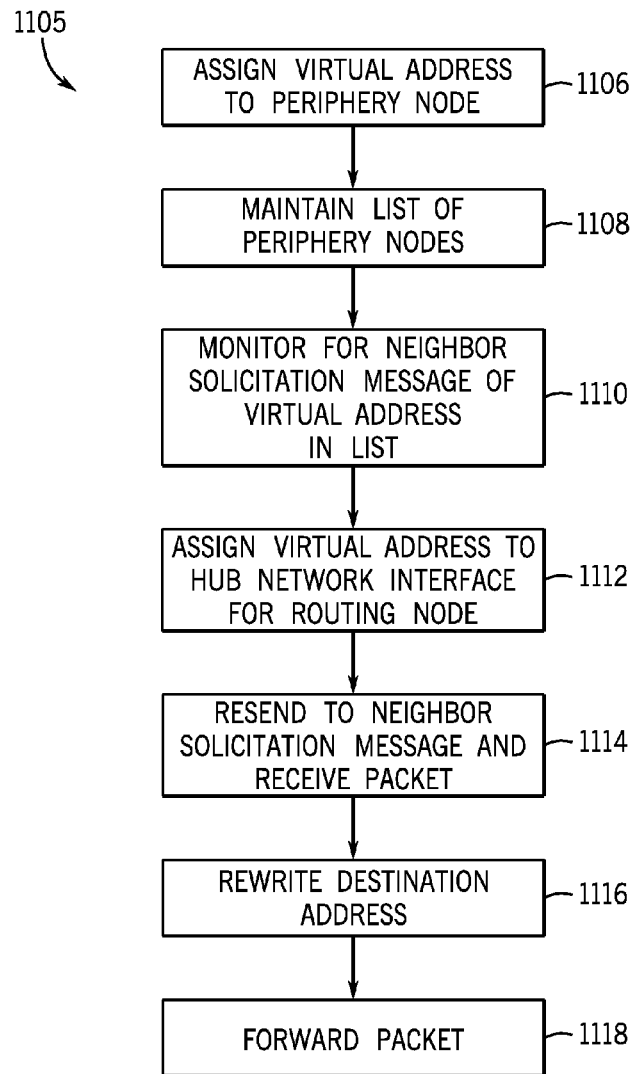 1105
ASSIGN VIRTUAL ADDRESS
TO PERIPHERY NODE
1106
MAINTAIN LIST OF
PERIPHERY NODES
1108
MONITOR FOR NEIGHBOR
SOLICITATION MESSAGE OF
VIRTUAL ADDRESS
IN LIST
1110
ASSIGN VIRTUAL ADDRESS TO
HUB NETWORK INTERFACE
FOR ROUTING NODE
1112
RESEND TO NEIGHBOR
SOLICITATION MESSAGE AND
RECEIVE PACKET
1114
REWRITE DESTINATION
ADDRESS
1116
FORWARD PACKET
1118